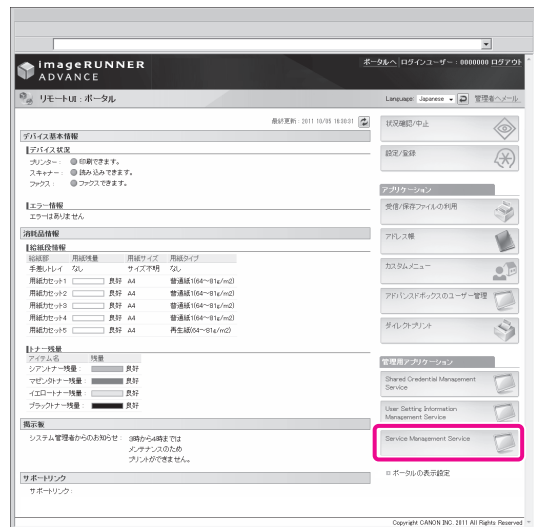 imageRUNNER
ADVANCE
ポータルへ ログインユーザー : 0000000 ログアウト
リモートUI : ポータル
Language: Japanese
管理者へメール
最終更新 : 2011 10/05 16:30:01
デバイス基本情報
デバイス状況
プリンター : 印刷できます。
スキャナー : 読み込みできます。
ファクス : ファクスできます。
エラー情報
エラーはありません
消耗品情報
給紙段情報
給紙部 用紙残量 用紙サイズ 用紙タイプ
手差しトレイ なし サイズ不明 なし
用紙カセット1 良好 A4 普通紙1(64～81g/m2)
用紙カセット2 良好 A4 普通紙1(64～81g/m2)
用紙カセット3 良好 A4 普通紙1(64～81g/m2)
用紙カセット4 良好 A4 普通紙1(64～81g/m2)
用紙カセット5 良好 A4 再生紙(64～81g/m2)
トナー残量
アイテム名 残量
シアントナー残量 : 良好
マゼンタトナー残量 : 良好
イエロートナー残量 : 良好
ブラックトナー残量 : 良好
掲示板
システム管理者からのお知らせ : 3時から4時までは
メンテナンスのため
プリントができません。
サポートリンク
サポートリンク :
状況確認/中止
設定/登録
アプリケーション
受信/保存ファイルの利用
アドレス帳
カスタムメニュー
アドバンスドボックスのユーザー管理
ダイレクトプリント
管理用アプリケーション
Shared Credential Management
Service
User Setting Information
Management Service
Service Management Service
ポータルの表示設定
Copyright CANON INC. 2011 All Rights Reserved